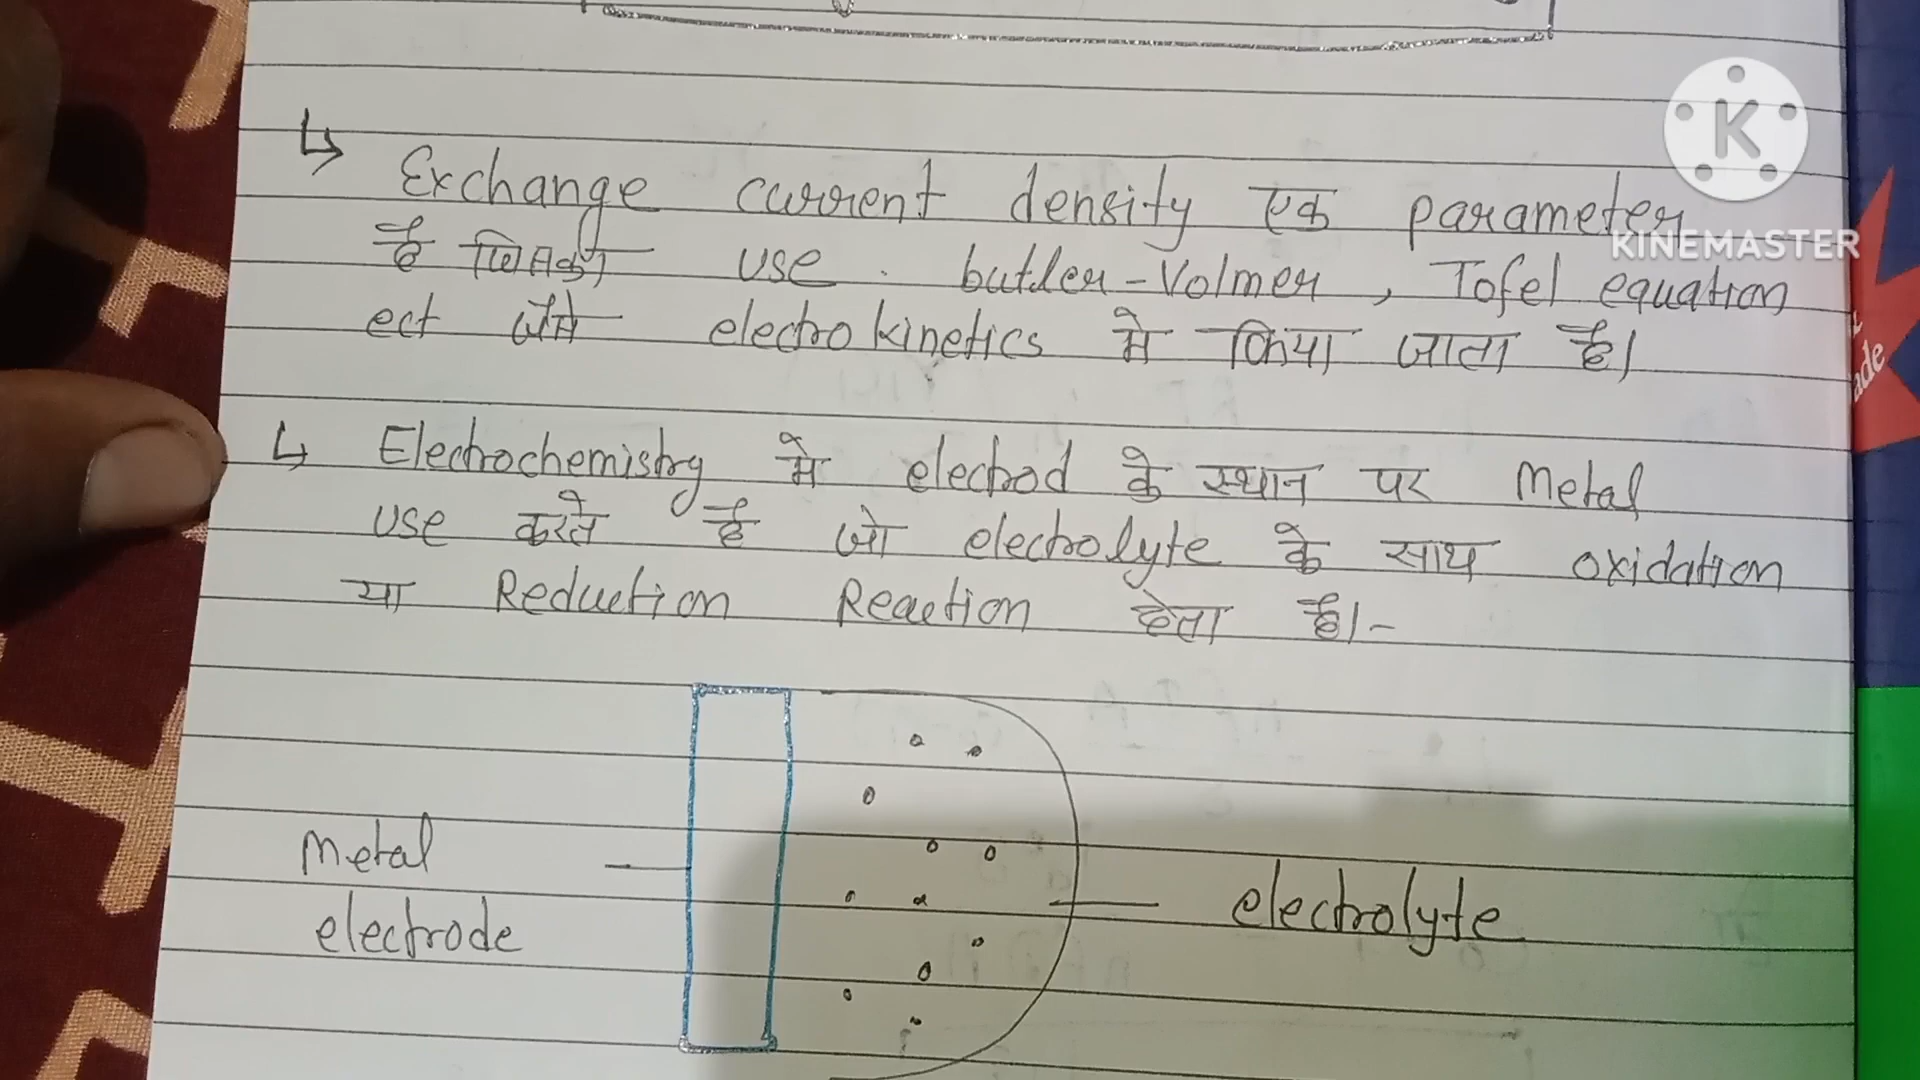 ↳ Exchange current density एक parameter
है जिसका use butler-Volmer, Tofel equation
ect जैसे electrokinetics मे किया जाता है।
↳ Electrochemistry मे electrod के स्थान पर Metal
use करते है जो electrolyte के साथ oxidation
या Reduction Reaction देता है।-
Metal
electrode
electrolyte
K
KINEMASTER
ade